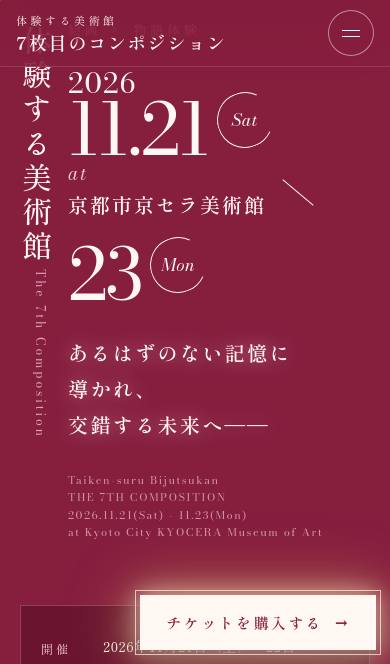 体験する美術館
7枚目のコンポジション
験する美術館
The 7th Composition
2026
11.21 Sat
at
京都市京セラ美術館
23 Mon
あるはずのない記憶に
導かれ、
交錯する未来へ——
Taiken-suru Bijutsukan
THE 7TH COMPOSITION
2026.11.21(Sat) - 11.23(Mon)
at Kyoto City KYOCERA Museum of Art
チケットを購入する →
開催
2026